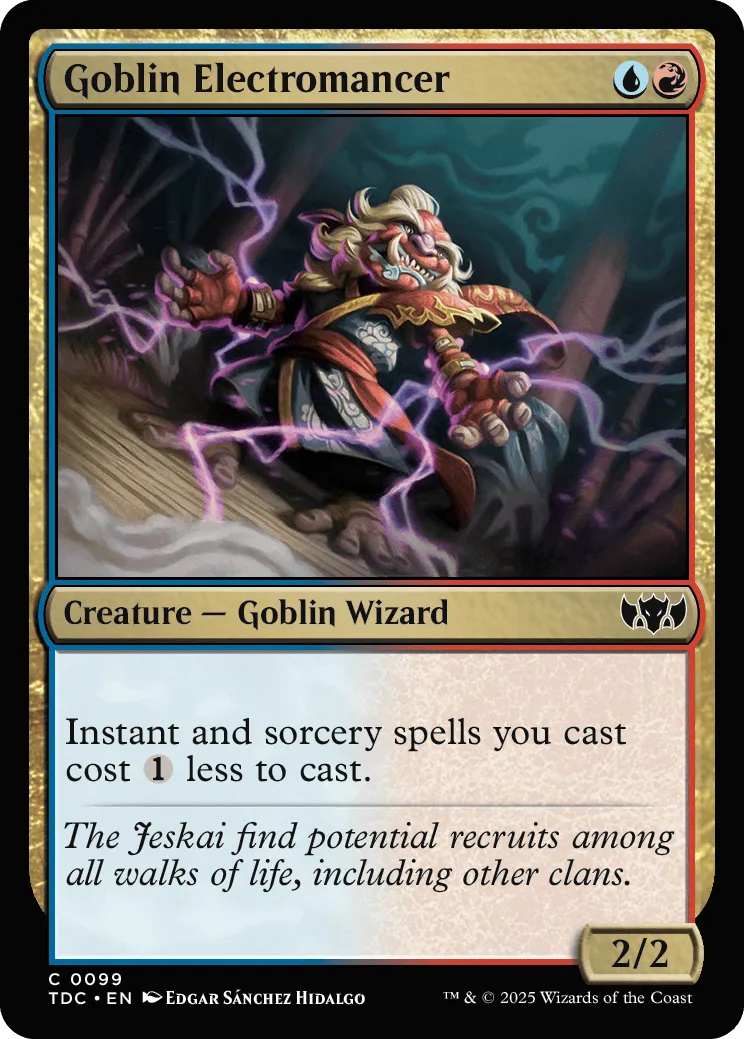 Goblin Electromancer
Creature — Goblin Wizard
Instant and sorcery spells you cast
cost 1 less to cast.
The Jeskai find potential recruits among
all walks of life, including other clans.
2/2
C 0099
TDC • EN Edgar Sánchez Hidalgo
™ & © 2025 Wizards of the Coast